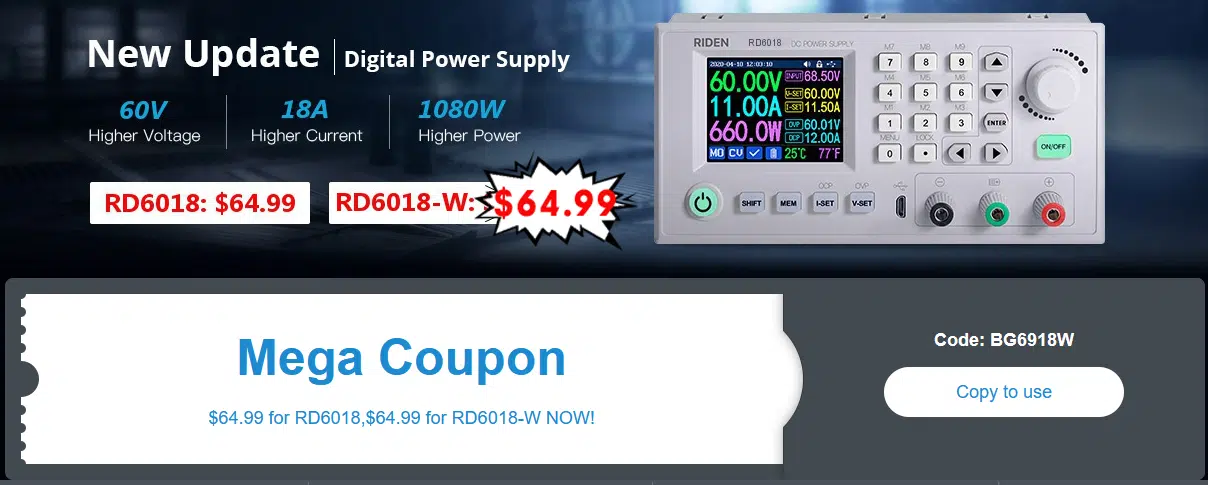 New Update | Digital Power Supply
60V
Higher Voltage
18A
Higher Current
1080W
Higher Power
RD6018: $64.99
RD6018-W: $64.99
RIDEN RD6018 DC POWER SUPPLY
2020-04-10 12:03:10
60.00V
11.00A
660.0W
INPUT 68.50V
V-SET 60.00V
I-SET 11.50A
OVP 60.01V
OCP 12.00A
M0 CV 25°C 77°F
M7 M8 M9
7 8 9
M4 M5 M6
4 5 6
M1 M2 M3
1 2 3 ENTER
MENU LOCK
0 •
ON/OFF
OCP OVP
SHIFT MEM I-SET V-SET
Mega Coupon
$64.99 for RD6018,$64.99 for RD6018-W NOW!
Code: BG6918W
Copy to use